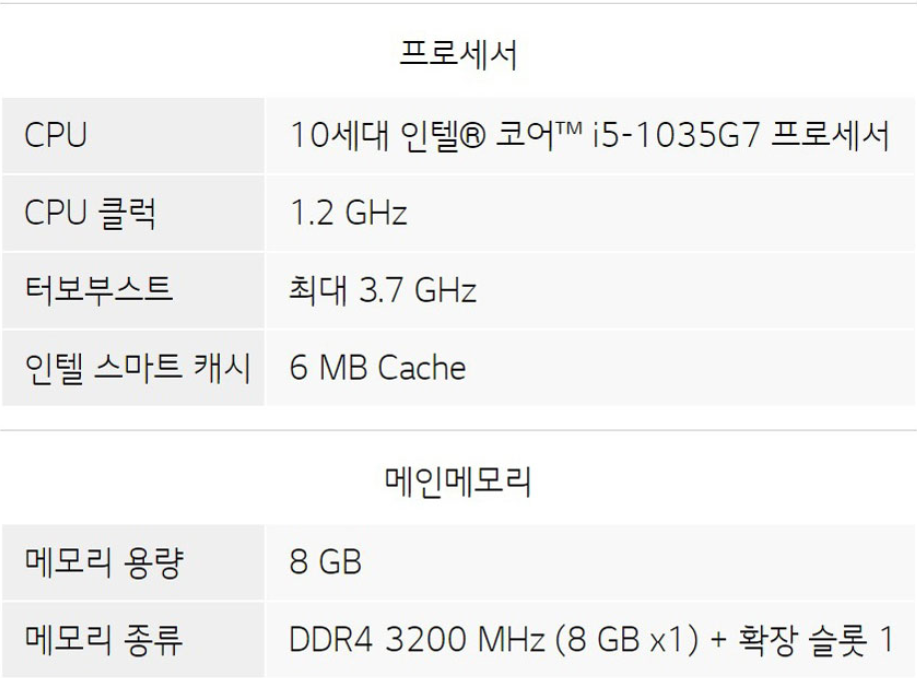 프로세서
CPU 10세대 인텔® 코어™ i5-1035G7 프로세서
CPU 클럭 1.2 GHz
터보부스트 최대 3.7 GHz
인텔 스마트 캐시 6 MB Cache
메인메모리
메모리 용량 8 GB
메모리 종류 DDR4 3200 MHz (8 GB x1) + 확장 슬롯 1